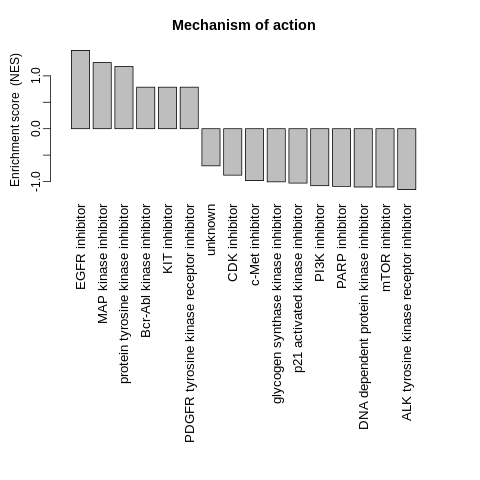 Mechanism of action
Enrichment score  (NES)
1.0
0.0
-1.0
EGFR inhibitor
MAP kinase inhibitor
protein tyrosine kinase inhibitor
Bcr-Abl kinase inhibitor
KIT inhibitor
PDGFR tyrosine kinase receptor inhibitor
unknown
CDK inhibitor
c-Met inhibitor
glycogen synthase kinase inhibitor
p21 activated kinase inhibitor
PI3K inhibitor
PARP inhibitor
DNA dependent protein kinase inhibitor
mTOR inhibitor
ALK tyrosine kinase receptor inhibitor